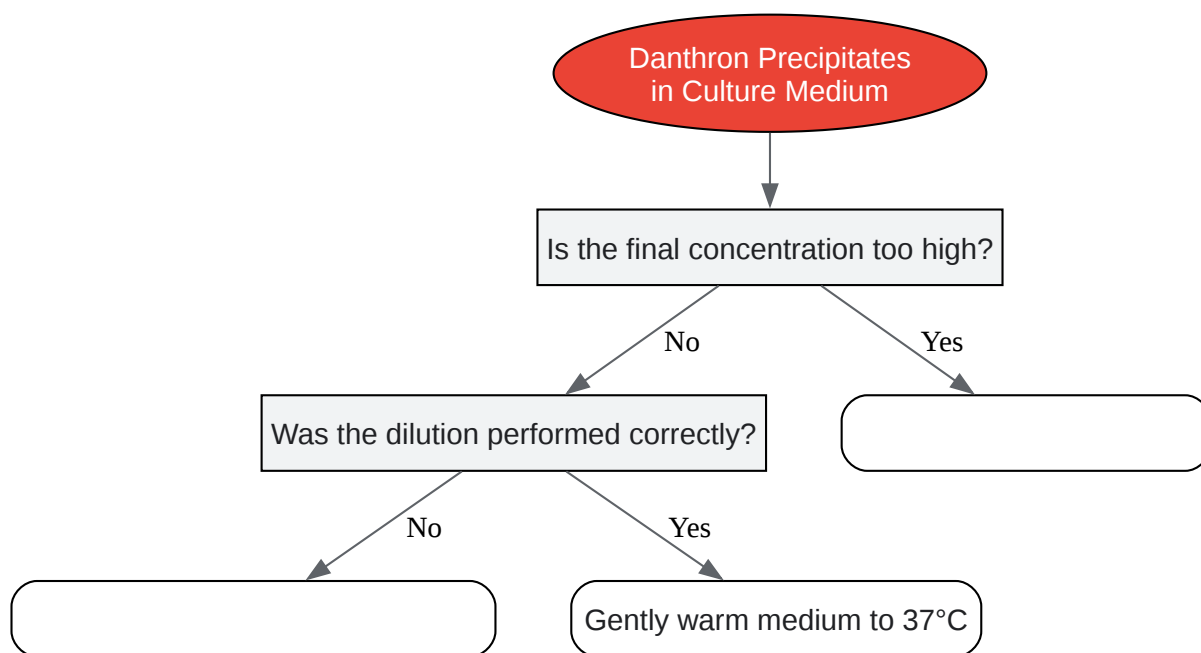 Danthron Precipitates
in Culture Medium
Is the final concentration too high?
No
Yes
Was the dilution performed correctly?
No
Yes
Gently warm medium to 37°C